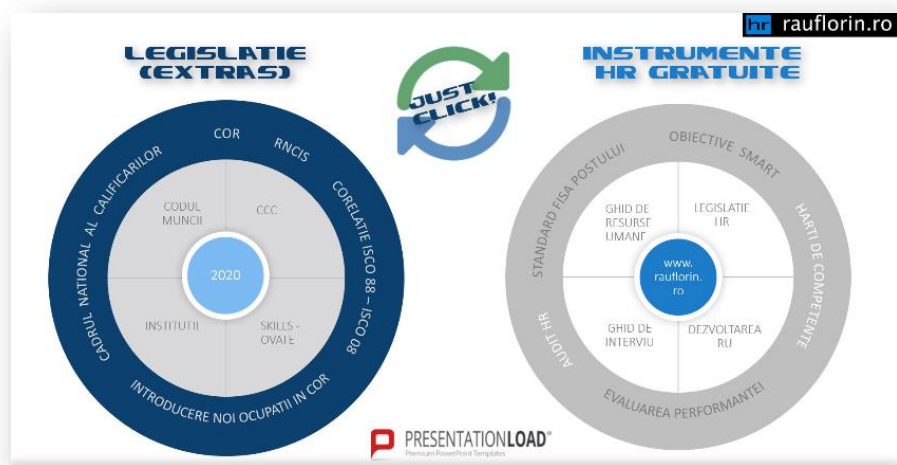 hr rauflorin.ro
LEGISLATIE
(EXTRAS)
JUST
CLICK!
INSTRUMENTE
HR GRATUITE
CADRUL NATIONAL AL CALIFICARILOR
COR
RNCIS
CORELATIE ISCO 88 – ISCO 08
INTRODUCERE NOI OCUPATII IN COR
CODUL
MUNCII
CCC
2020
INSTITUTII
SKILLS -
OVATE
STANDARD FISA POSTULUI
OBIECTIVE SMART
HARTI DE COMPETENTE
EVALUAREA PERFORMANTEI
AUDIT HR
GHID DE
RESURSE
UMANE
LEGISLATIE
HR
www.
rauflorin.
ro
GHID DE
INTERVIU
DEZVOLTAREA
RU
PRESENTATIONLOAD®
Premium PowerPoint Templates